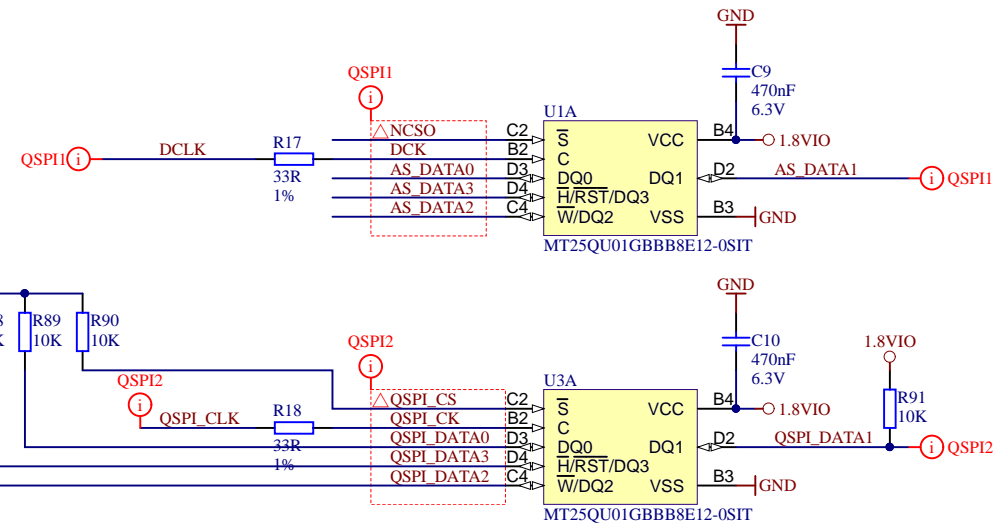 GND
C9
470nF
6.3V
QSPI1
i
U1A
QSPI1
i
DCLK
R17
33R
1%
NCSO
C2
S
VCC
B4
1.8VIO
DCK
B2
C
AS_DATA0
D3
DQ0
DQ1
D2
AS_DATA1
i
QSPI1
AS_DATA3
D4
H/RST/DQ3
AS_DATA2
C4
W/DQ2
VSS
B3
GND
MT25QU01GBBB8E12-0SIT
GND
C10
470nF
6.3V
R89
10K
R90
10K
QSPI2
i
QSPI2
i
QSPI_CLK
R18
33R
1%
U3A
1.8VIO
R91
10K
QSPI_CS
C2
S
VCC
B4
1.8VIO
QSPI_CK
B2
C
QSPI_DATA0
D3
DQ0
DQ1
D2
QSPI_DATA1
i
QSPI2
QSPI_DATA3
D4
H/RST/DQ3
QSPI_DATA2
C4
W/DQ2
VSS
B3
GND
MT25QU01GBBB8E12-0SIT